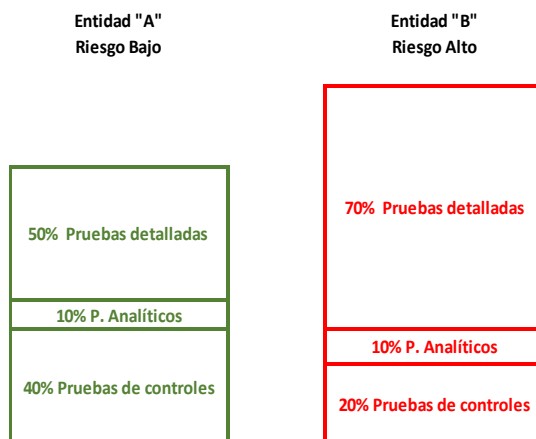 Entidad "A"
Riesgo Bajo
50%  Pruebas detalladas
10% P. Analíticos
40% Pruebas de controles
Entidad "B"
Riesgo Alto
70%  Pruebas detalladas
10% P. Analíticos
20% Pruebas de controles